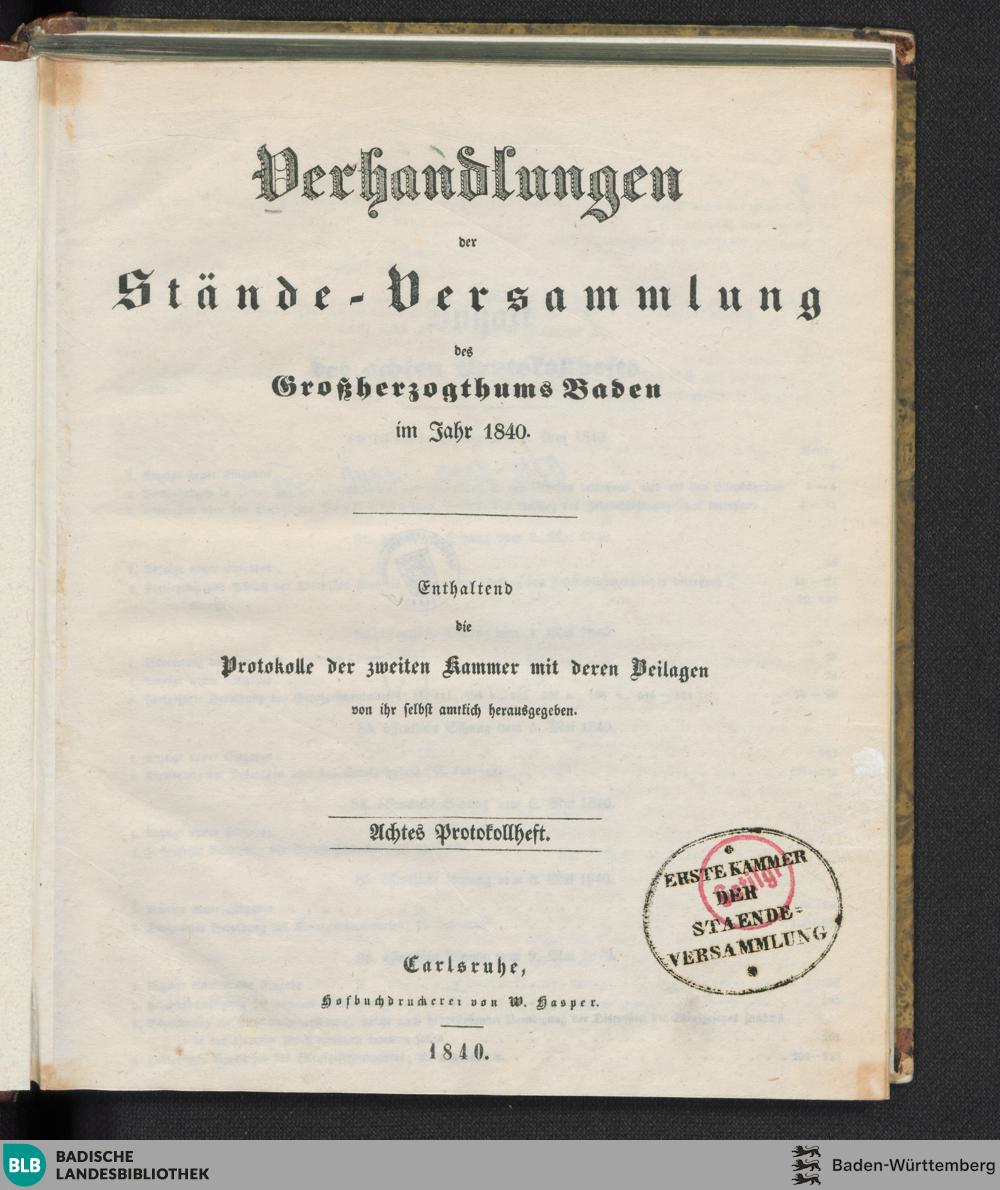 Verhandlungen
der
Stände-Versammlung
des
Großherzogthums Baden
im Jahr 1840.
Enthaltend
die
Protokolle der zweiten Kammer mit deren Beilagen
von ihr selbst amtlich herausgegeben.
Achtes Protokollheft.
ERSTE KAMMER
DER
STAENDE-
VERSAMMLUNG
Getilgt
Carlsruhe,
Hofbuchdruckerei von W. Hasper.
1840.
BLB BADISCHE
LANDESBIBLIOTHEK
Baden-Württemberg